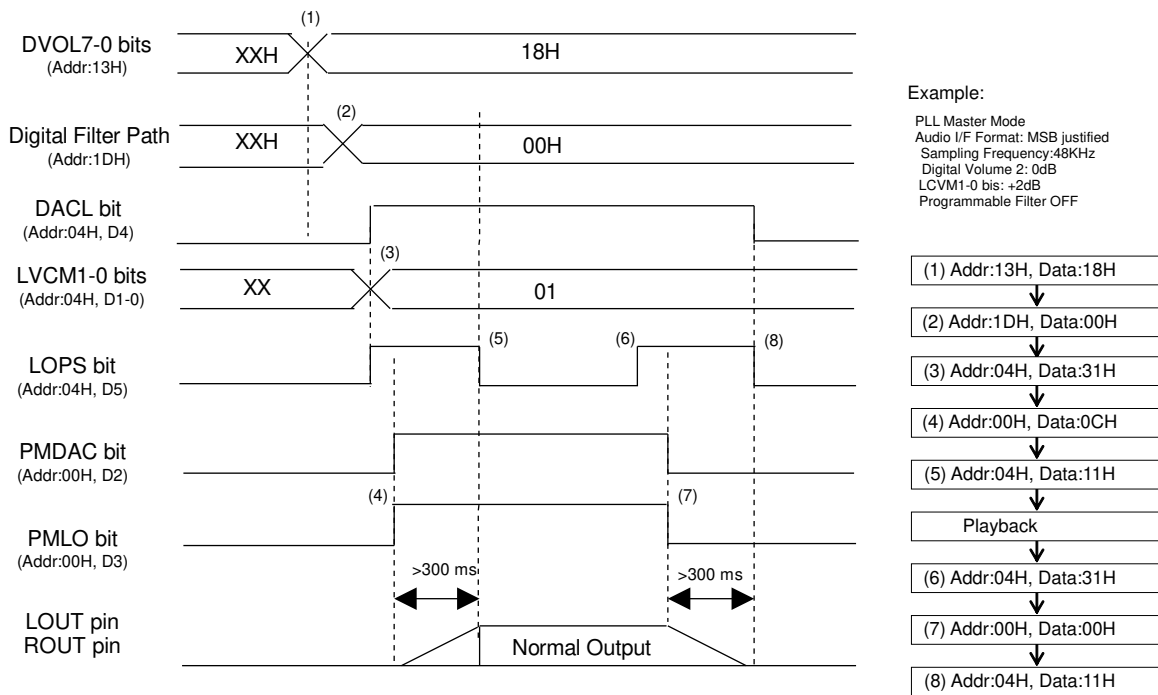 (1)
DVOL7-0 bits
(Addr:13H)
XXH
18H
(2)
Digital Filter Path
(Addr:1DH)
XXH
00H
DACL bit
(Addr:04H, D4)
(3)
LVCM1-0 bits
(Addr:04H, D1-0)
XX
01
LOPS bit
(Addr:04H, D5)
(5)
(6)
(8)
PMDAC bit
(Addr:00H, D2)
(4)
(7)
PMLO bit
(Addr:00H, D3)
>300 ms
>300 ms
LOUT pin
ROUT pin
Normal Output
Example:
PLL Master Mode
Audio I/F Format: MSB justified
Sampling Frequency:48KHz
Digital Volume 2: 0dB
LCVM1-0 bis: +2dB
Programmable Filter OFF
(1) Addr:13H, Data:18H
(2) Addr:1DH, Data:00H
(3) Addr:04H, Data:31H
(4) Addr:00H, Data:0CH
(5) Addr:04H, Data:11H
Playback
(6) Addr:04H, Data:31H
(7) Addr:00H, Data:00H
(8) Addr:04H, Data:11H